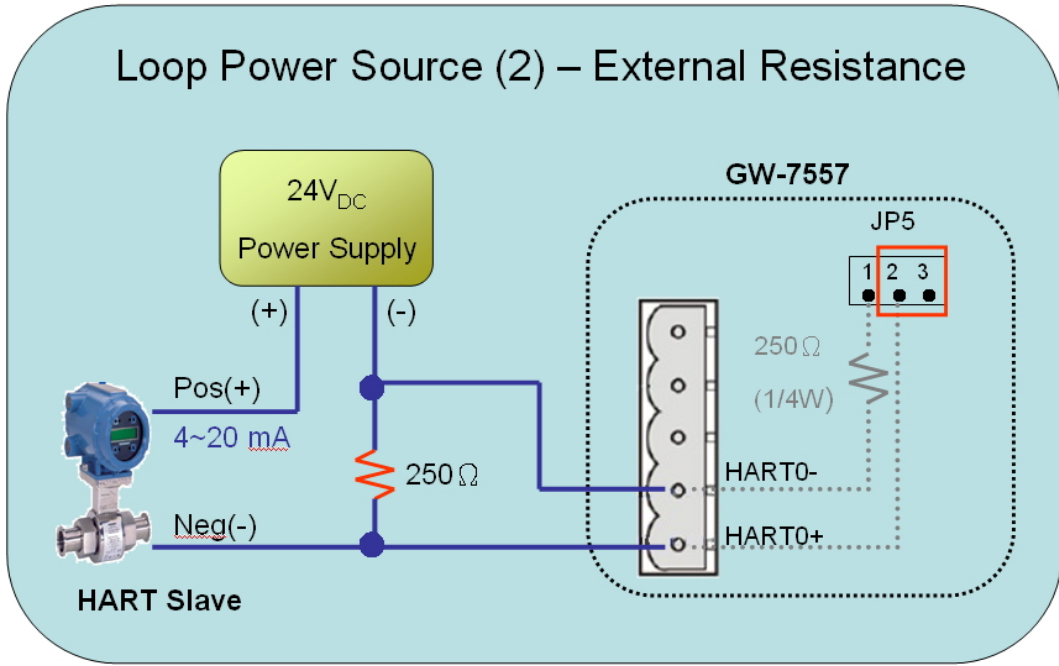 Loop Power Source (2) – External Resistance
24VDC
Power Supply
(+)
(-)
GW-7557
JP5
1 2 3
250Ω
(1/4W)
Pos(+)
4~20 mA
250Ω
HART0-
Neg(-)
HART0+
HART Slave